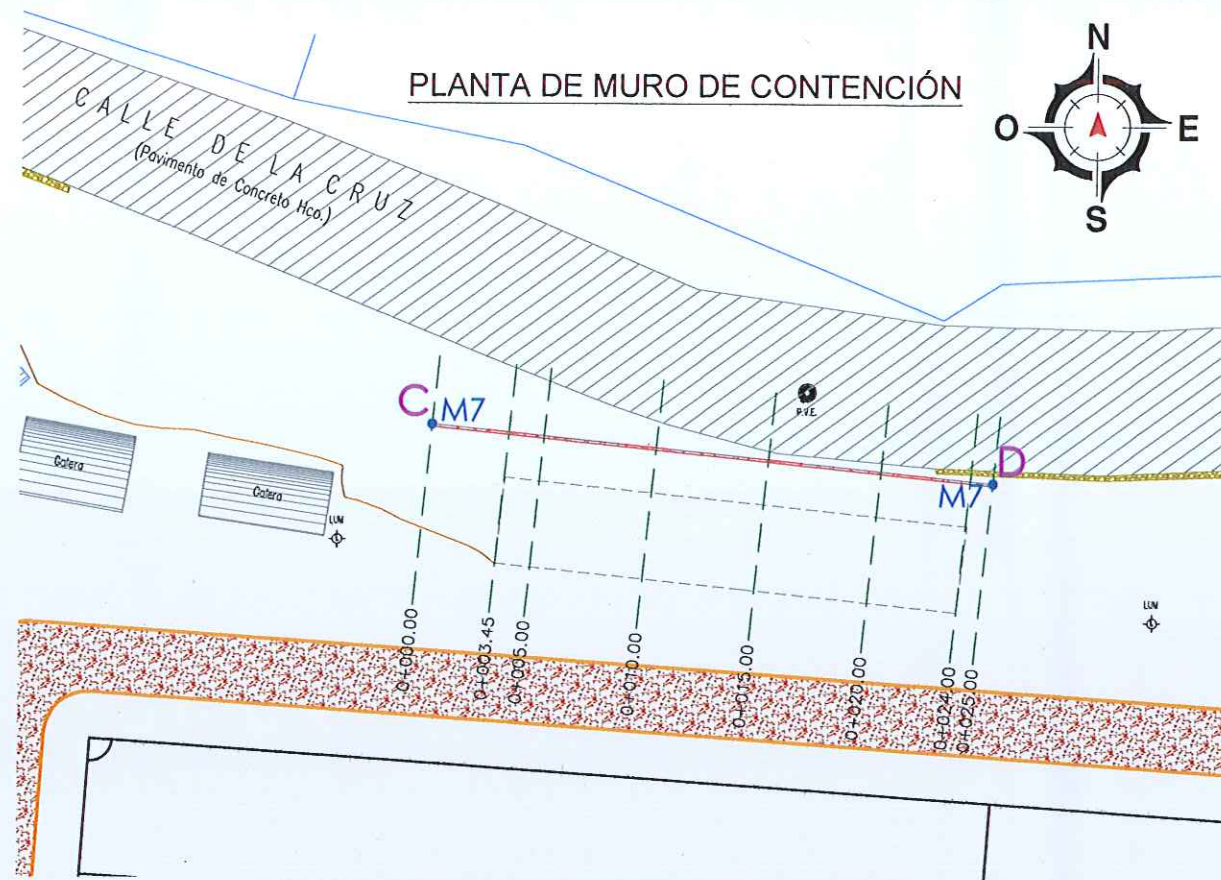 PLANTA DE MURO DE CONTENCIÓN
N
O
E
S
CALLE DE LA CRUZ
(Pavimento de Concreto Hco.)
P.V.E.
C
M7
D
M7
Gatera
Gatera
LUM
LUM
0+000.00
0+003.45
0+005.00
0+010.00
0+015.00
0+020.00
0+024.00
0+025.00